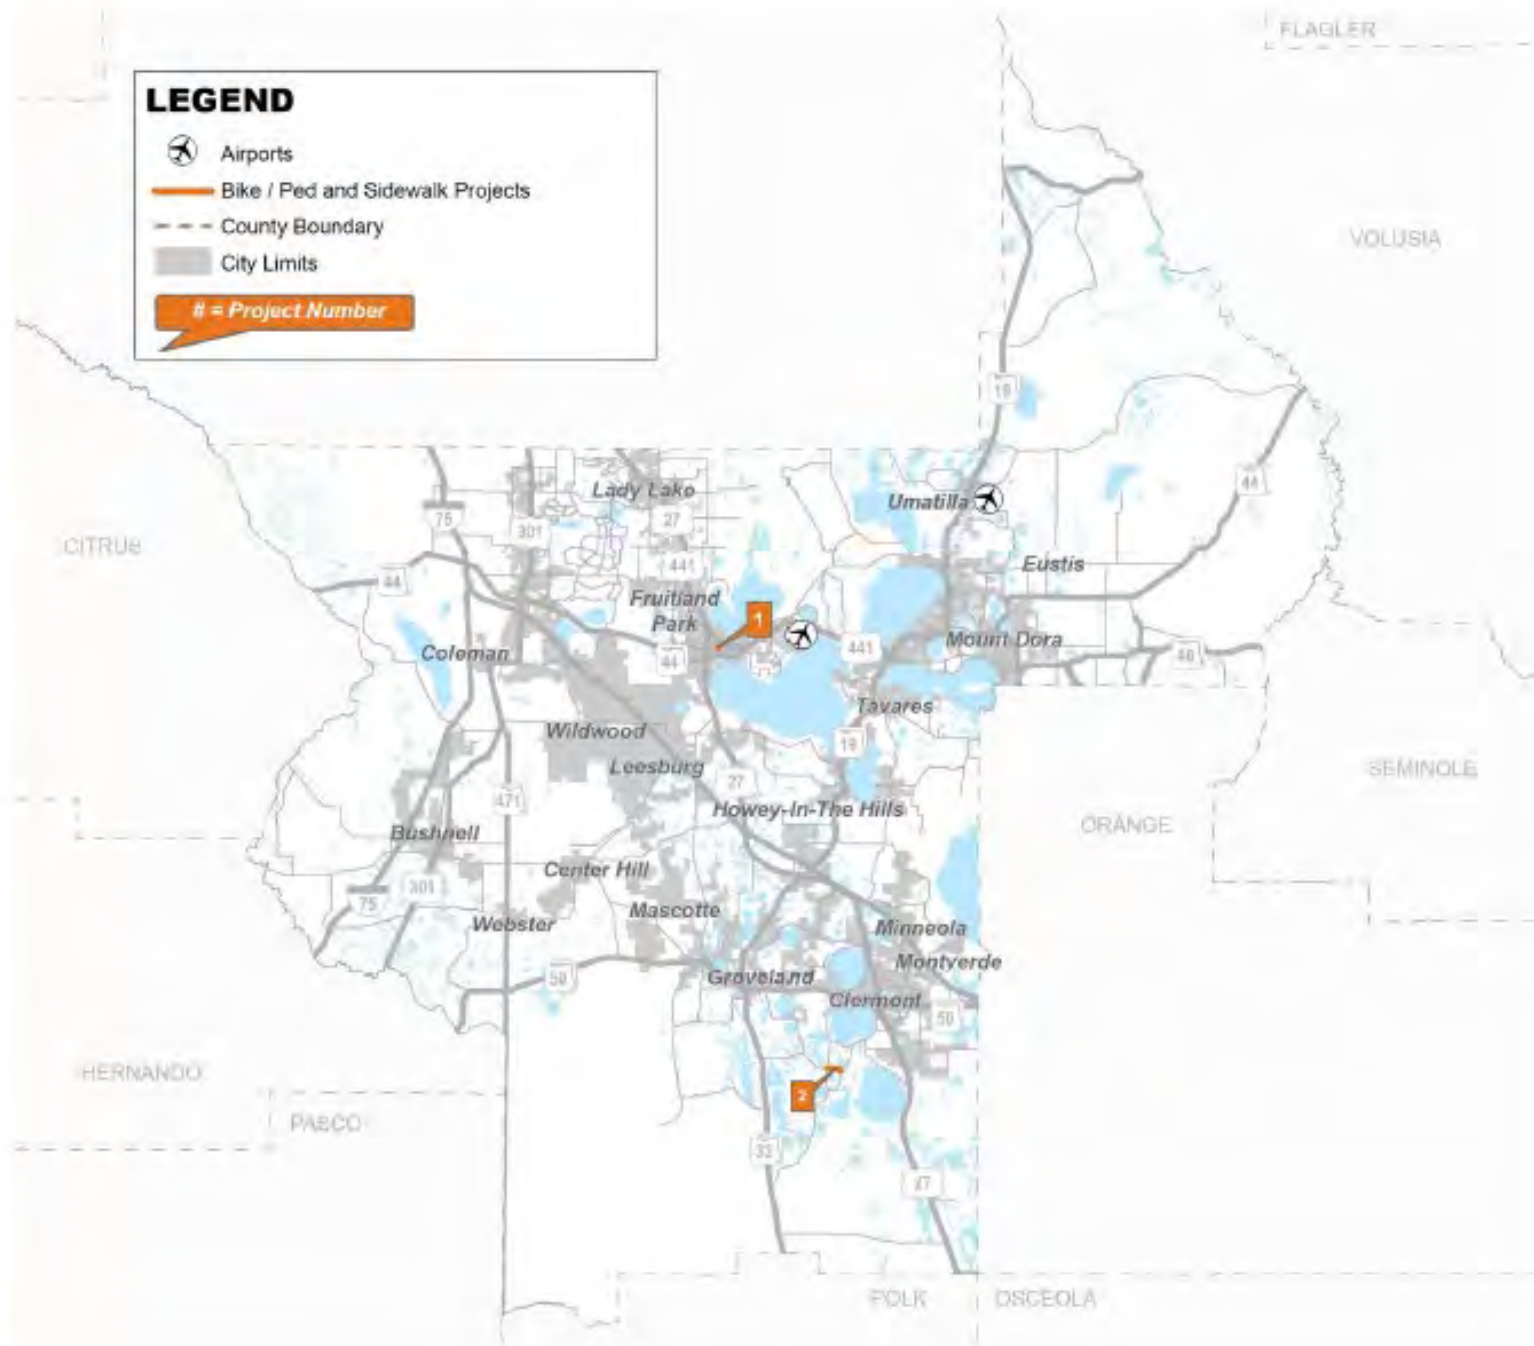 FLAGLER
LEGEND
Airports
Bike / Ped and Sidewalk Projects
County Boundary
City Limits
# = Project Number
VOLUSIA
19
44
Lady Lake
Umatilla
75
301
27
CITRUS
441
Eustis
44
Fruitland
Park
1
Mount Dora
441
Coleman
44
46
Tavares
Wildwood
19
Leesburg
SEMINOLE
27
471
Howey-In-The Hills
ORANGE
Bushnell
Center Hill
301
75
Mascotte
Webster
Minneola
Montverde
50
Groveland
Clermont
50
HERNANDO
2
PASCO
33
POLK
OSCEOLA